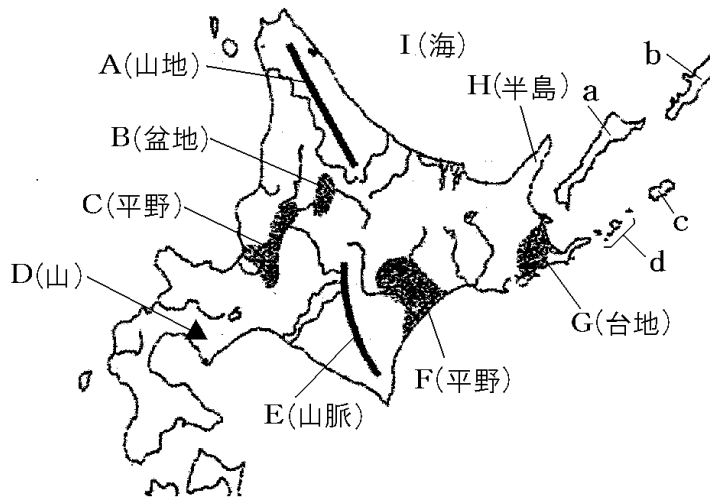 I(海)
b
A(山地)
H(半島)
a
B(盆地)
C(平野)
c
d
D(山)
G(台地)
F(平野)
E(山脈)